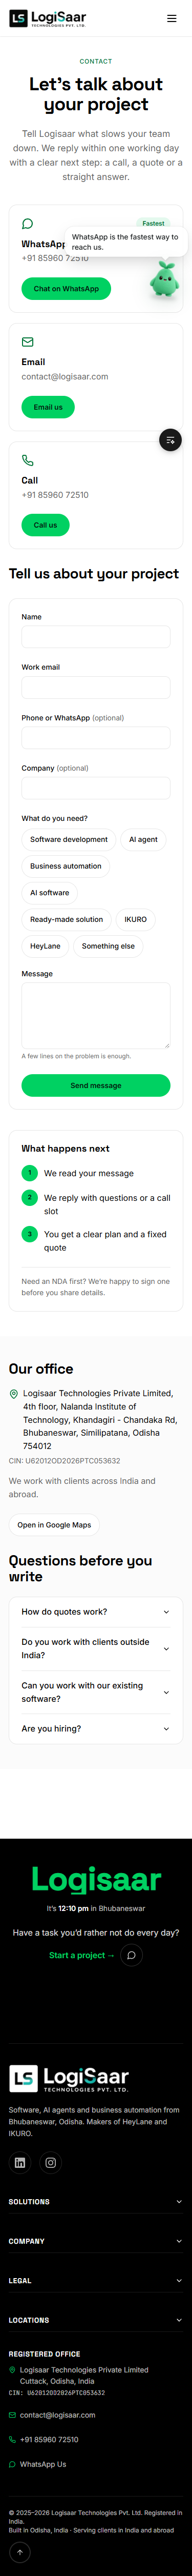 LS LogiSaar
TECHNOLOGIES PVT. LTD.
CONTACT
Let's talk about
your project
Tell Logisaar what slows your team
down. We reply within one working day
with a clear next step: a call, a quote or a
straight answer.
Fastest
WhatsApp
WhatsApp is the fastest way to
reach us.
+91 85960 72510
Chat on WhatsApp
Email
contact@logisaar.com
Email us
Call
+91 85960 72510
Call us
Tell us about your project
Name
Work email
Phone or WhatsApp (optional)
Company (optional)
What do you need?
Software development
AI agent
Business automation
AI software
Ready-made solution
IKURO
HeyLane
Something else
Message
A few lines on the problem is enough.
Send message
What happens next
1 We read your message
2 We reply with questions or a call
slot
3 You get a clear plan and a fixed
quote
Need an NDA first? We're happy to sign one
before you share details.
Our office
Logisaar Technologies Private Limited,
4th floor, Nalanda Institute of
Technology, Khandagiri - Chandaka Rd,
Bhubaneswar, Similipatana, Odisha
754012
CIN: U62012OD2026PTC053632
We work with clients across India and
abroad.
Open in Google Maps
Questions before you
write
How do quotes work?
Do you work with clients outside
India?
Can you work with our existing
software?
Are you hiring?
Logisaar
It's 12:10 pm in Bhubaneswar
Have a task you'd rather not do every day?
Start a project →
LS LogiSaar
TECHNOLOGIES PVT. LTD.
Software, AI agents and business automation from
Bhubaneswar, Odisha. Makers of HeyLane and
IKURO.
SOLUTIONS
COMPANY
LEGAL
LOCATIONS
REGISTERED OFFICE
Logisaar Technologies Private Limited
Cuttack, Odisha, India
CIN: U62012OD2026PTC053632
contact@logisaar.com
+91 85960 72510
WhatsApp Us
© 2025–2026 Logisaar Technologies Pvt. Ltd. Registered in
India.
Built in Odisha, India · Serving clients in India and abroad